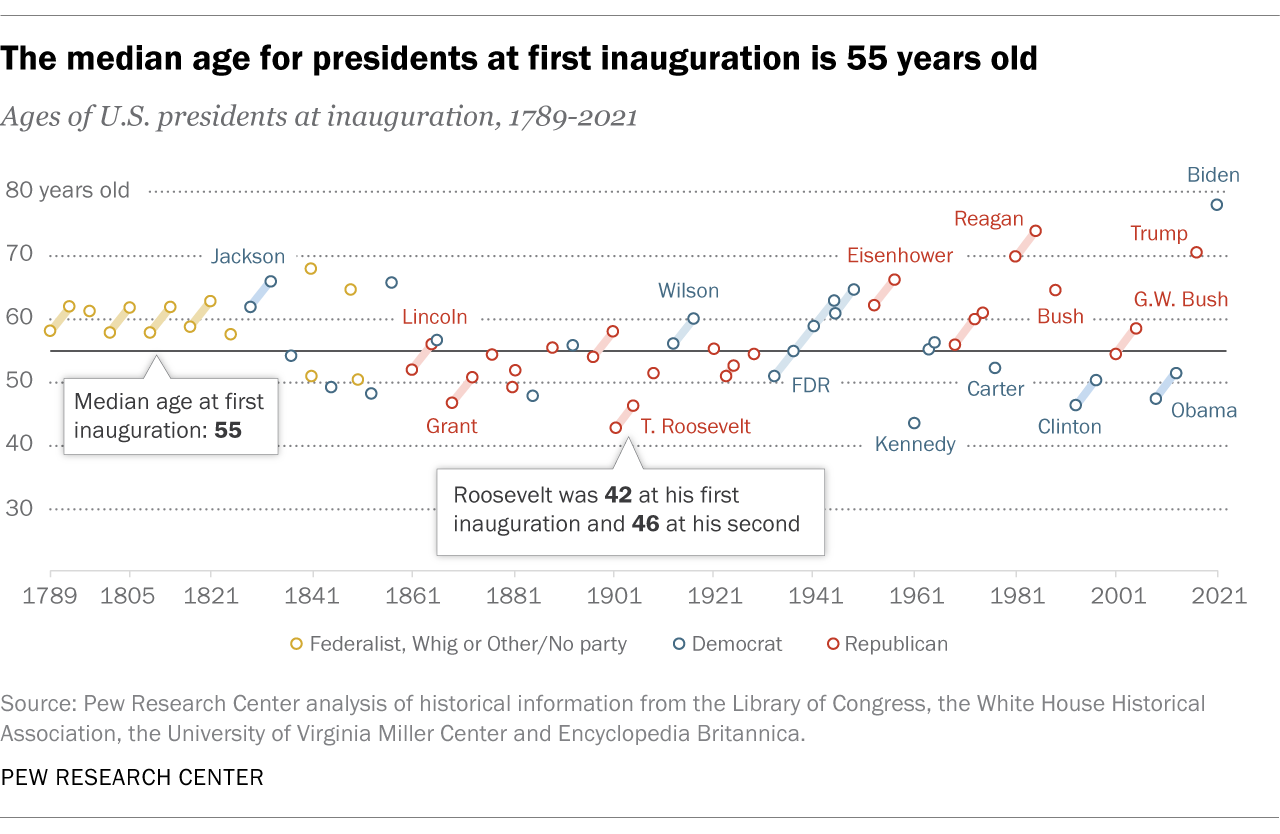 The median age for presidents at first inauguration is 55 years old
Ages of U.S. presidents at inauguration, 1789-2021
80 years old
Biden
Reagan
Trump
70
Jackson
Eisenhower
Wilson
G.W. Bush
60
Lincoln
Bush
50
FDR
Carter
Median age at first
inauguration: 55
Obama
Grant
T. Roosevelt
Clinton
40
Kennedy
Roosevelt was 42 at his first
inauguration and 46 at his second
30
1789 1805 1821 1841 1861 1881 1901 1921 1941 1961 1981 2001 2021
Federalist, Whig or Other/No party Democrat Republican
Source: Pew Research Center analysis of historical information from the Library of Congress, the White House Historical
Association, the University of Virginia Miller Center and Encyclopedia Britannica.
PEW RESEARCH CENTER